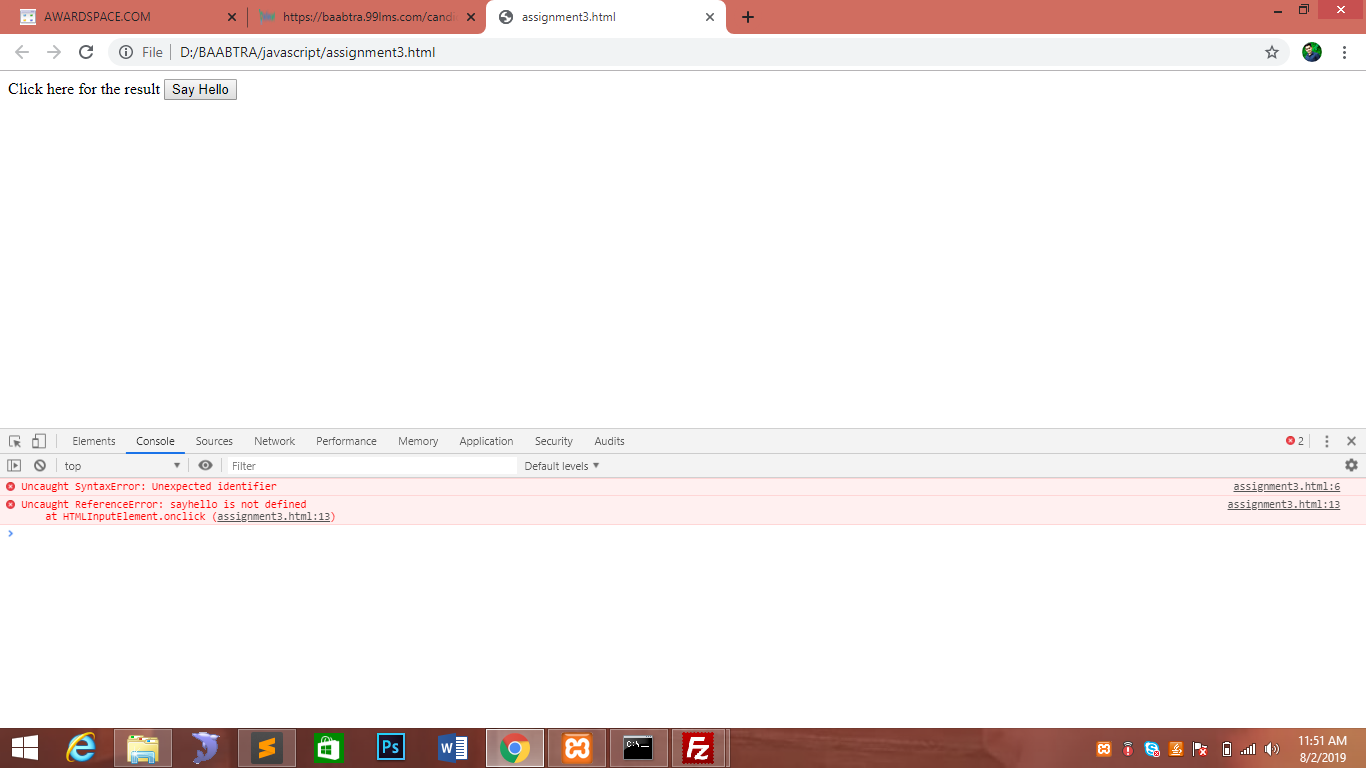 AWARDSPACE.COM
https://baabtra.99lms.com/candi
assignment3.html
File
D:/BAABTRA/javascript/assignment3.html
Click here for the result Say Hello
Elements Console Sources Network Performance Memory Application Security Audits 2
top Filter Default levels
Uncaught SyntaxError: Unexpected identifier assignment3.html:6
Uncaught ReferenceError: sayhello is not defined assignment3.html:13
at HTMLInputElement.onclick (assignment3.html:13)
Ps
Fz
C:\
11:51 AM
8/2/2019